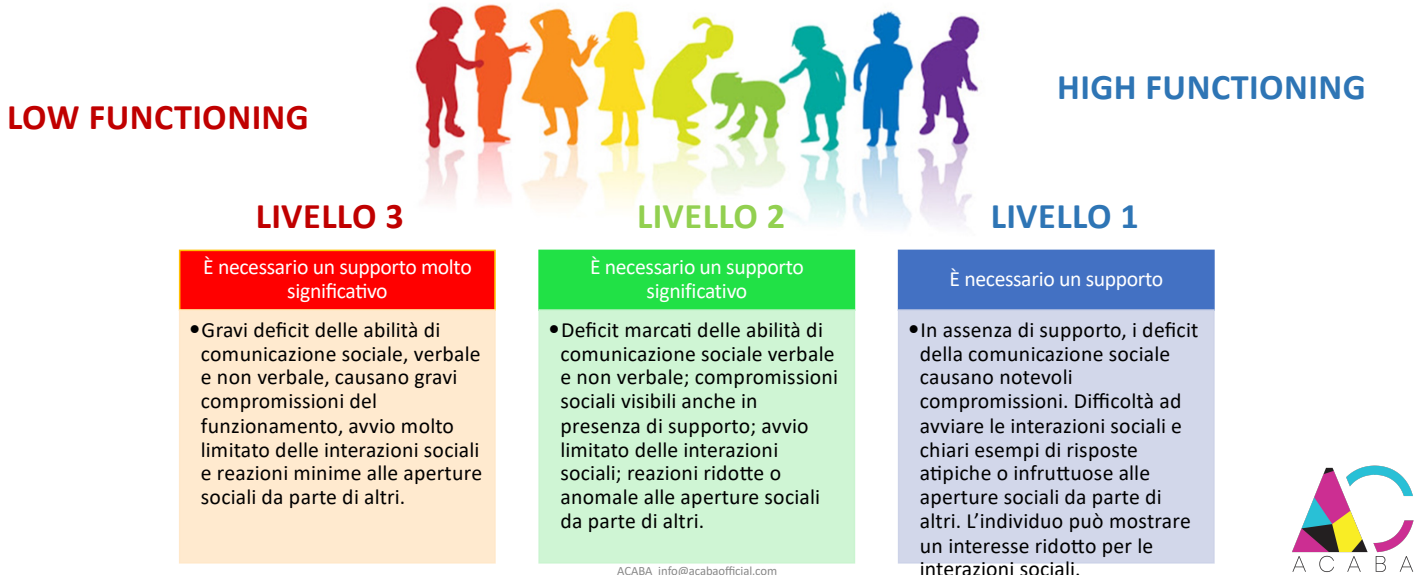 LOW FUNCTIONING
HIGH FUNCTIONING
LIVELLO 3
È necessario un supporto molto
significativo
•Gravi deficit delle abilità di
comunicazione sociale, verbale
e non verbale, causano gravi
compromissioni del
funzionamento, avvio molto
limitato delle interazioni sociali
e reazioni minime alle aperture
sociali da parte di altri.
LIVELLO 2
È necessario un supporto
significativo
•Deficit marcati delle abilità di
comunicazione sociale verbale
e non verbale; compromissioni
sociali visibili anche in
presenza di supporto; avvio
limitato delle interazioni
sociali; reazioni ridotte o
anomale alle aperture sociali
da parte di altri.
LIVELLO 1
È necessario un supporto
•In assenza di supporto, i deficit
della comunicazione sociale
causano notevoli
compromissioni. Difficoltà ad
avviare le interazioni sociali e
chiari esempi di risposte
atipiche o infruttuose alle
aperture sociali da parte di
altri. L’individuo può mostrare
un interesse ridotto per le
interazioni sociali.
ACABA info@acabaofficial.com
ACABA